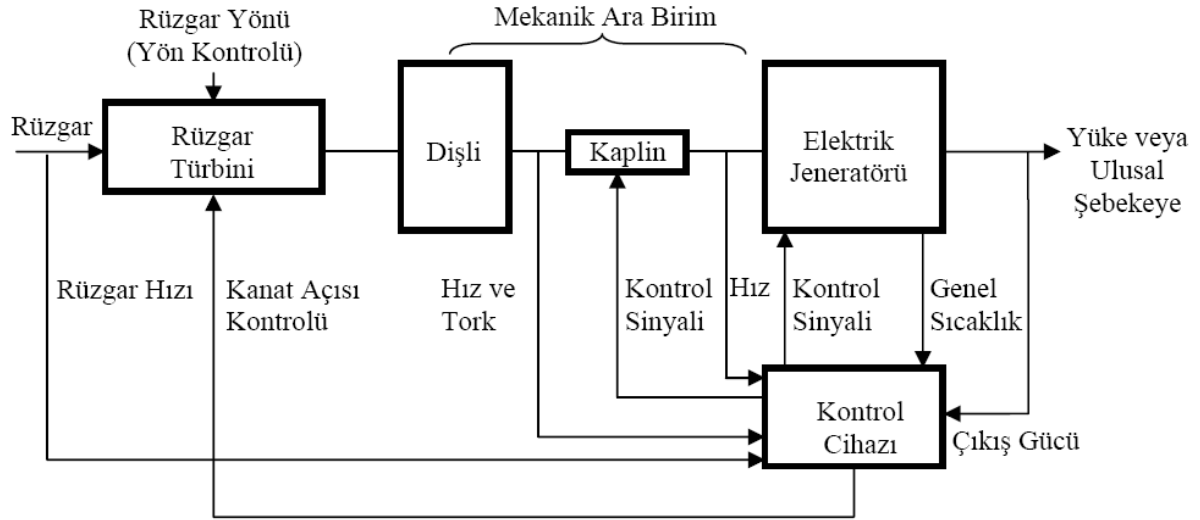 Mekanik Ara Birim
Rüzgar Yönü
(Yön Kontrolü)
Rüzgar
Rüzgar
Türbini
Dişli
Kaplin
Elektrik
Jeneratörü
Yüke veya
Ulusal
Şebekeye
Rüzgar Hızı
Kanat Açısı
Kontrolü
Hız ve
Tork
Kontrol
Sinyali
Hız
Kontrol
Sinyali
Genel
Sıcaklık
Kontrol
Cihazı
Çıkış Gücü